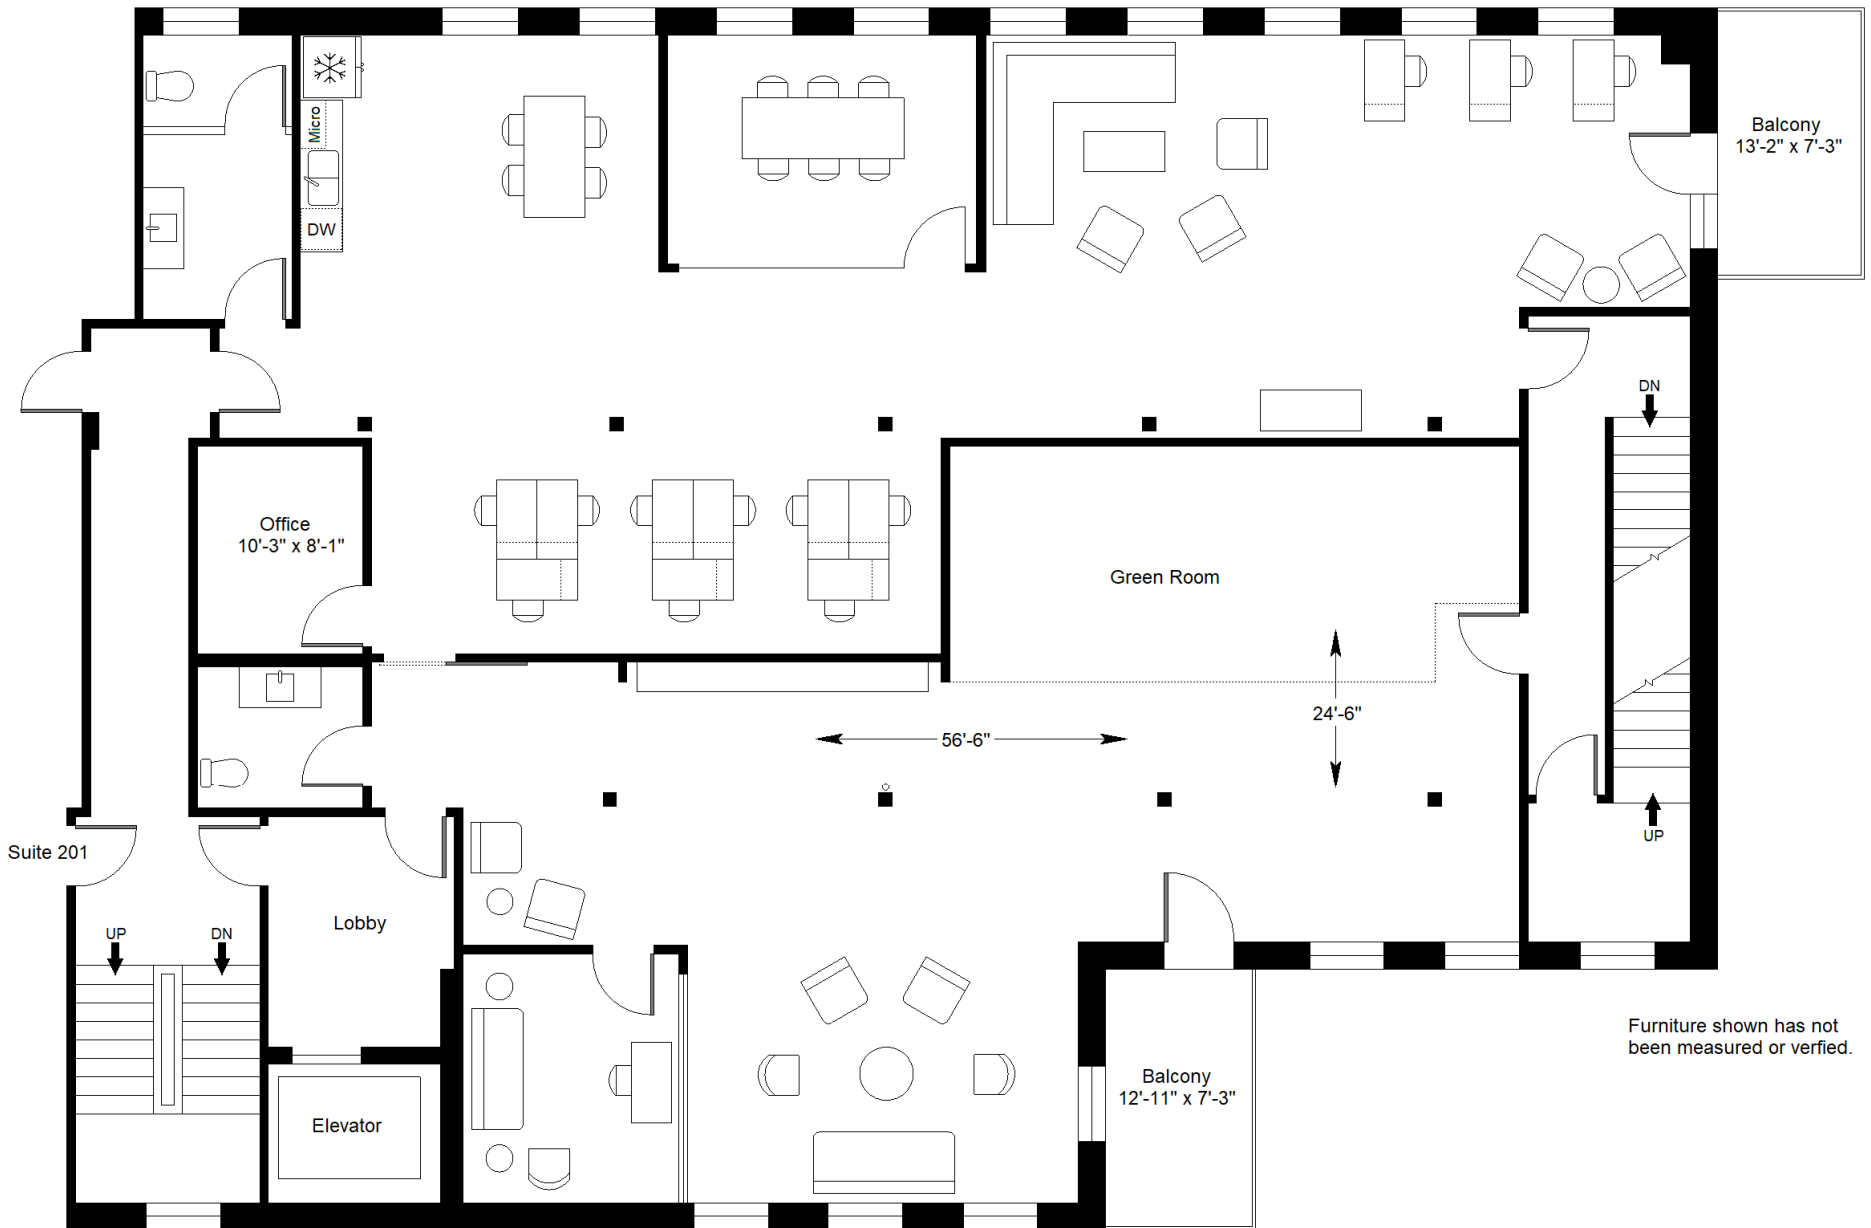 Micro
DW
Balcony
13'-2" x 7'-3"
DN
Office
10'-3" x 8'-1"
Green Room
24'-6"
56'-6"
UP
Suite 201
Lobby
UP
DN
Elevator
Balcony
12'-11" x 7'-3"
Furniture shown has not
been measured or verfied.